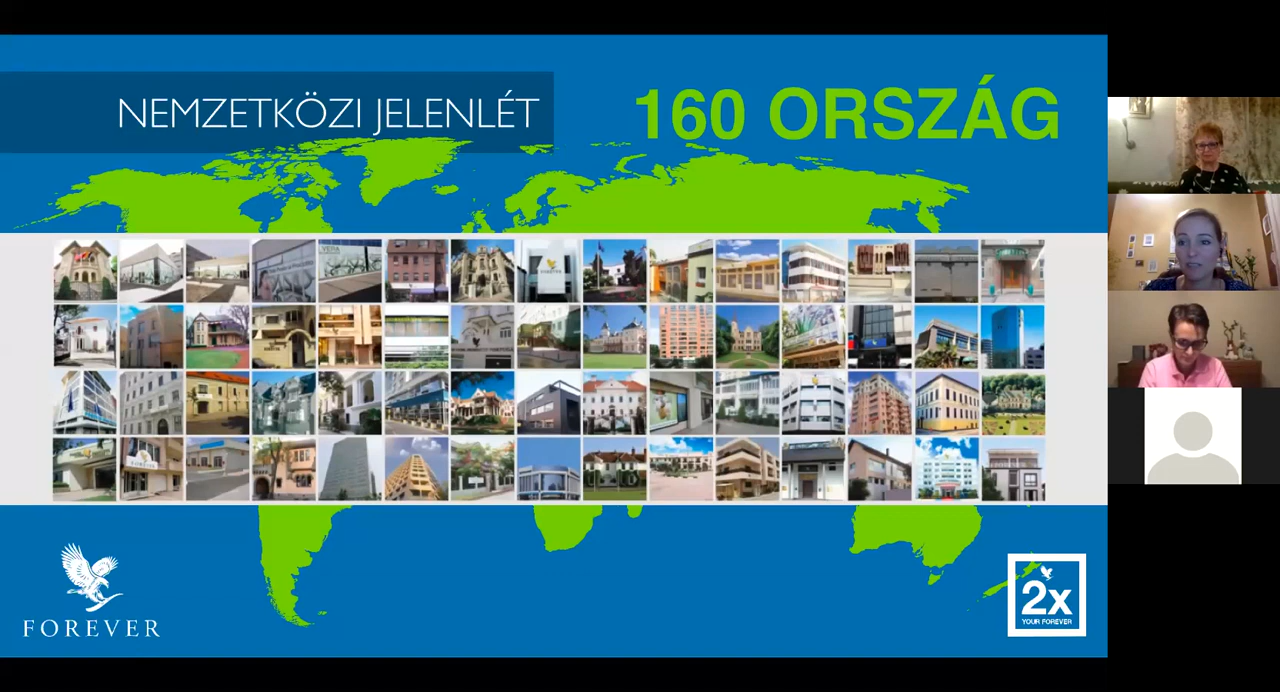 NEMZETKÖZI JELENLÉT
160 ORSZÁG
FOREVER
2x
YOUR FOREVER